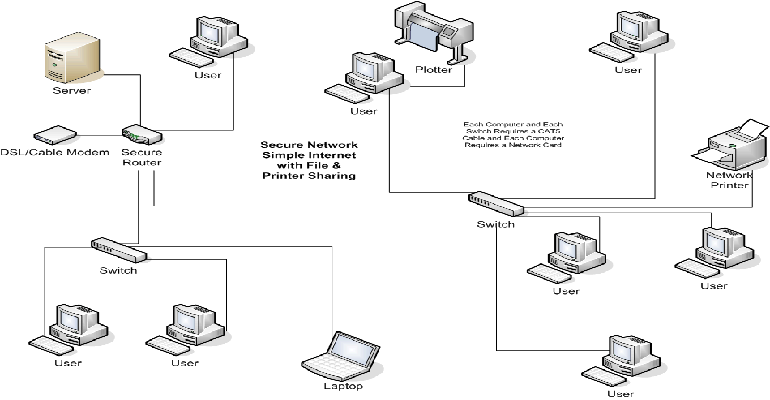 Server
User
Plotter
User
User
DSL/Cable Modem
Secure
Router
Secure Network
Simple Internet
with File &
Printer Sharing
Each Computer and Each
Switch Requires a CAT5
Cable and Each Computer
Requires a Network Card
Network
Printer
Switch
Switch
User
User
User
User
Laptop
User